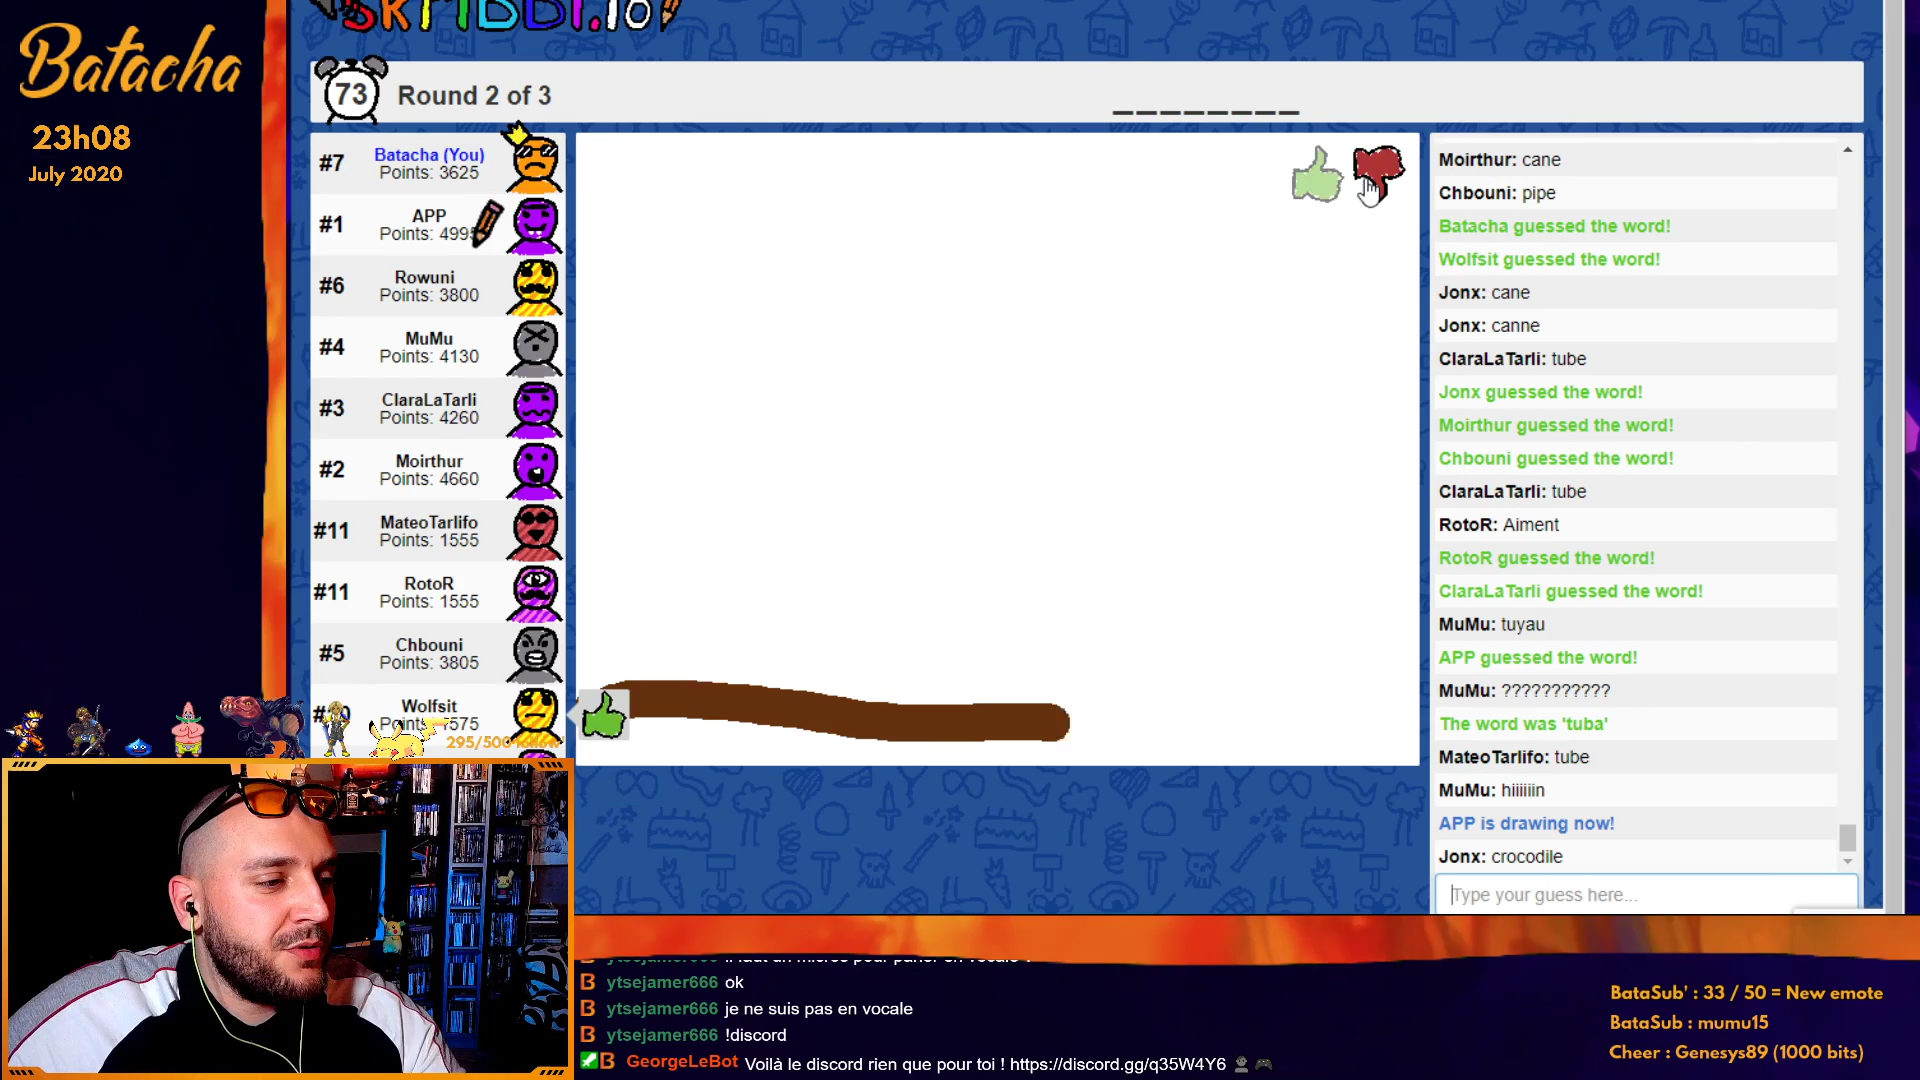 Batacha
23h08
July 2020
skribbl.io
73
Round 2 of 3
________
#7
Batacha (You)
Points: 3625
#1
APP
Points: 4995
#6
Rowuni
Points: 3800
#4
MuMu
Points: 4130
#3
ClaraLaTarli
Points: 4260
#2
Moirthur
Points: 4660
#11
MateoTarlifo
Points: 1555
#11
RotoR
Points: 1555
#5
Chbouni
Points: 3805
Wolfsit
295/500
Moirthur: cane
Chbouni: pipe
Batacha guessed the word!
Wolfsit guessed the word!
Jonx: cane
Jonx: canne
ClaraLaTarli: tube
Jonx guessed the word!
Moirthur guessed the word!
Chbouni guessed the word!
ClaraLaTarli: tube
RotoR: Aiment
RotoR guessed the word!
ClaraLaTarli guessed the word!
MuMu: tuyau
APP guessed the word!
MuMu: ???????????
The word was 'tuba'
MateoTarlifo: tube
MuMu: hiiiiiin
APP is drawing now!
Jonx: crocodile
Type your guess here...
ytsejamer666 ok
ytsejamer666 je ne suis pas en vocale
ytsejamer666 !discord
GeorgeLeBot Voilà le discord rien que pour toi ! https://discord.gg/q35W4Y6
BataSub' : 33 / 50 = New emote
BataSub : mumu15
Cheer : Genesys89 (1000 bits)